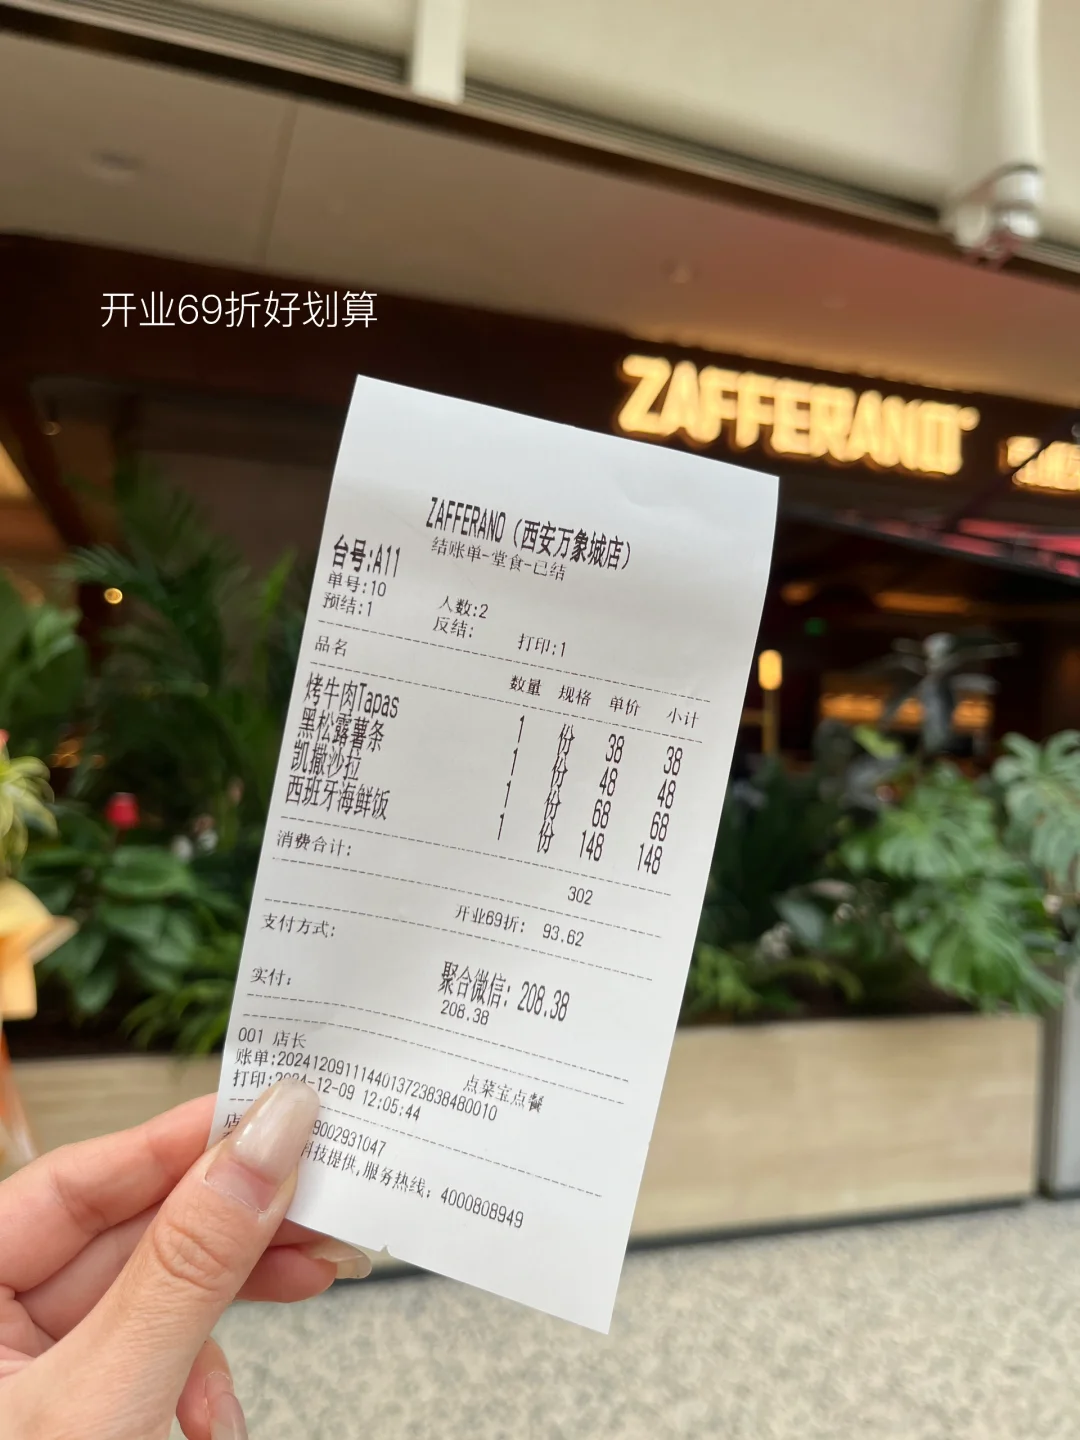 开业69折好划算
ZAFFERANO
ZAFFERANO（西安万象城店）
结账单-堂食-已结
台号:A11
单号:10 人数:2
预结:1 反结: 打印:1
品名 数量 规格 单价 小计
烤牛肉Tapas 1 份 38 38
黑松露薯条 1 份 48 48
凯撒沙拉 1 份 68 68
西班牙海鲜饭 1 份 148 148
消费合计: 302
开业69折: 93.62
支付方式:
聚合微信: 208.38
实付: 208.38
001 店长 点菜宝点餐
账单:2024120911144013723838480010
打印:2024-12-09 12:05:44
店 9002931047
科技提供,服务热线: 4000808949